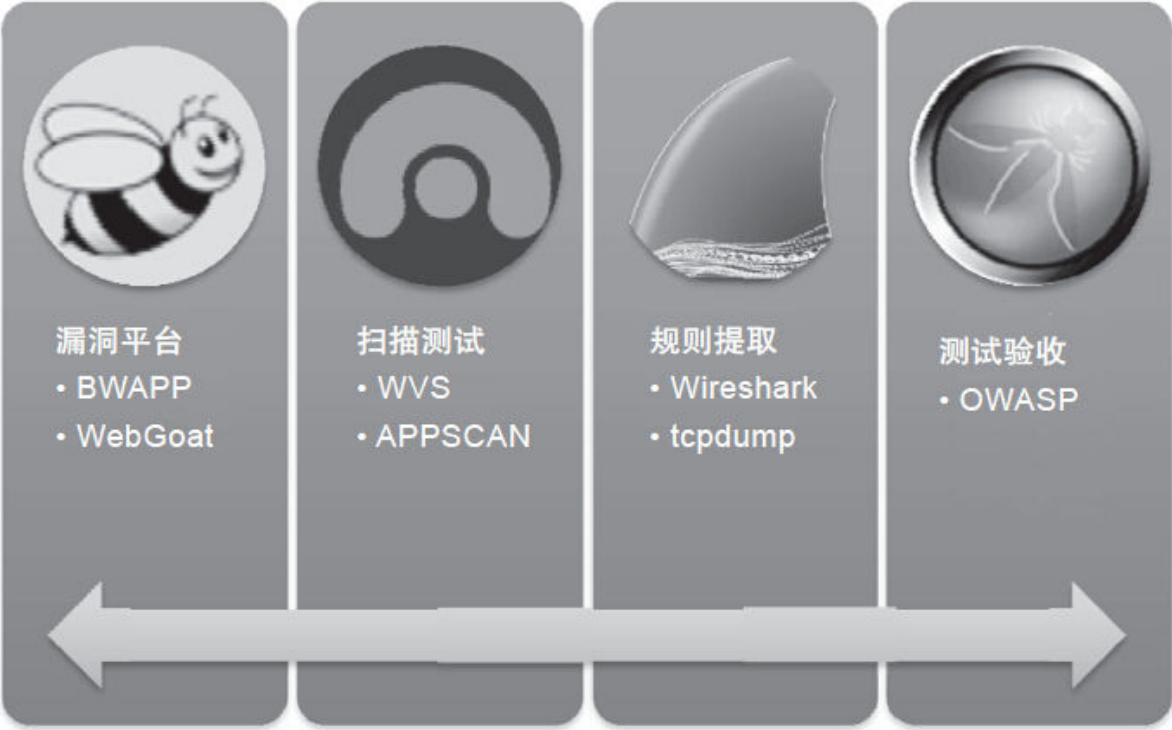 漏洞平台
• BWAPP
• WebGoat
扫描测试
• WVS
• APPSCAN
规则提取
• Wireshark
• tcpdump
测试验收
• OWASP